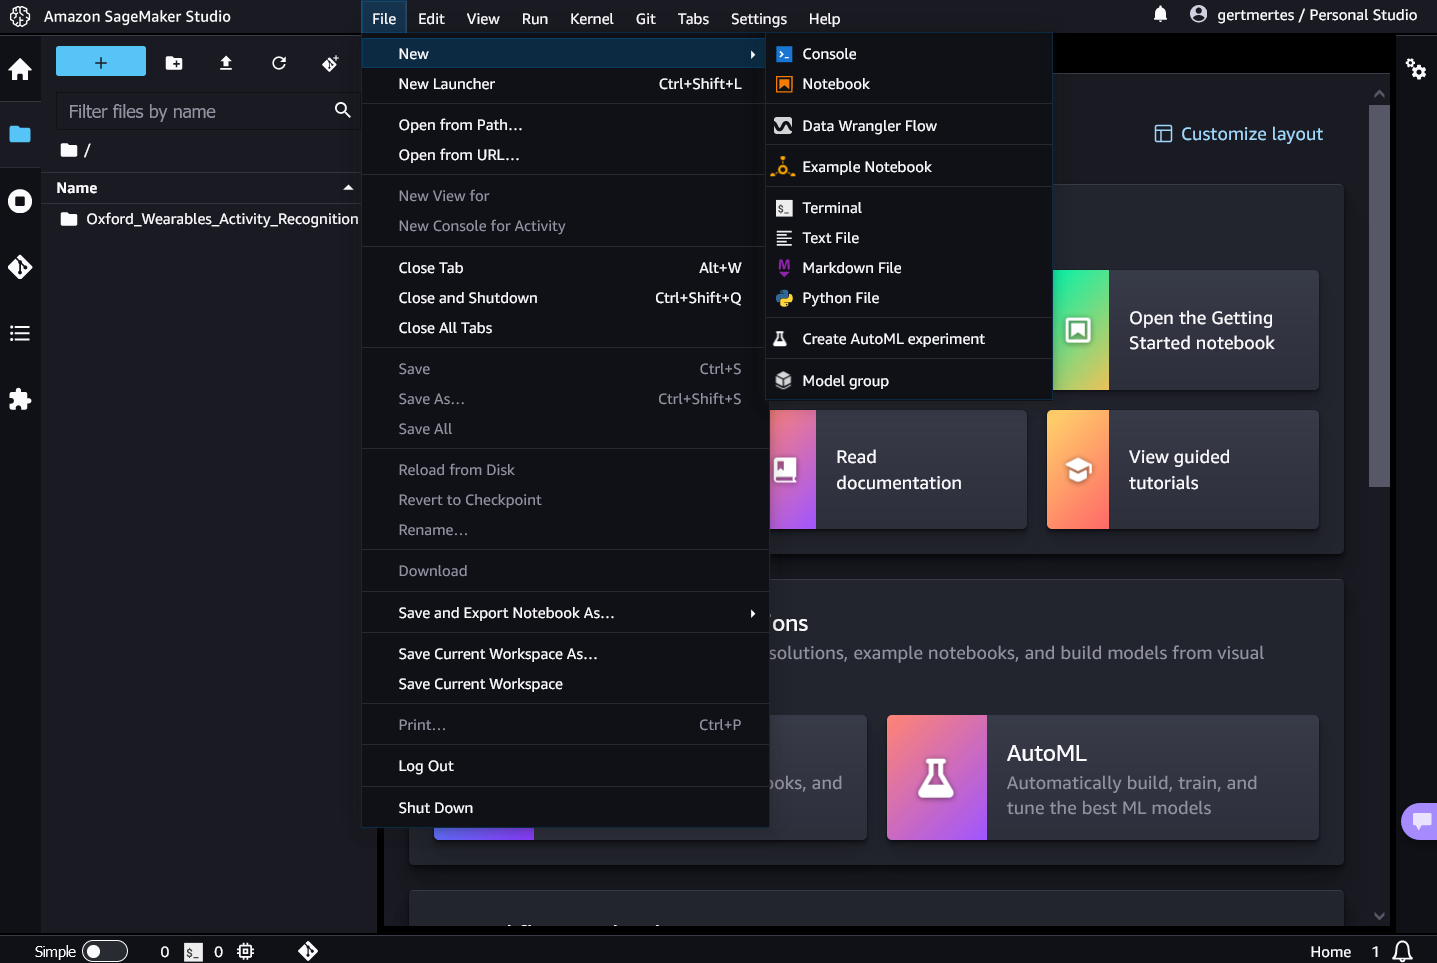 Amazon SageMaker Studio
File Edit View Run Kernel Git Tabs Settings Help
gertmertes / Personal Studio
Filter files by name
/
Name
Oxford_Wearables_Activity_Recognition
New
New Launcher Ctrl+Shift+L
Open from Path...
Open from URL...
New View for
New Console for Activity
Close Tab Alt+W
Close and Shutdown Ctrl+Shift+Q
Close All Tabs
Save Ctrl+S
Save As... Ctrl+Shift+S
Save All
Reload from Disk
Revert to Checkpoint
Rename...
Download
Save and Export Notebook As...
Save Current Workspace As...
Save Current Workspace
Print... Ctrl+P
Log Out
Shut Down
Console
Notebook
Data Wrangler Flow
Example Notebook
Terminal
Text File
Markdown File
Python File
Create AutoML experiment
Model group
Customize layout
Open the Getting
Started notebook
Read
documentation
View guided
tutorials
ons
solutions, example notebooks, and build models from visual
ooks, and
AutoML
Automatically build, train, and
tune the best ML models
Simple 0 $_ 0
Home 1